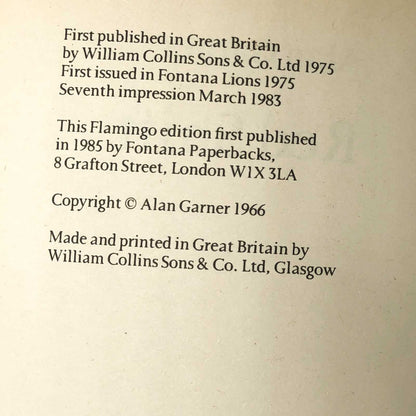 First published in Great Britain
by William Collins Sons & Co. Ltd 1975
First issued in Fontana Lions 1975
Seventh impression March 1983
This Flamingo edition first published
in 1985 by Fontana Paperbacks,
8 Grafton Street, London W1X 3LA
Copyright © Alan Garner 1966
Made and printed in Great Britain by
William Collins Sons & Co. Ltd, Glasgow